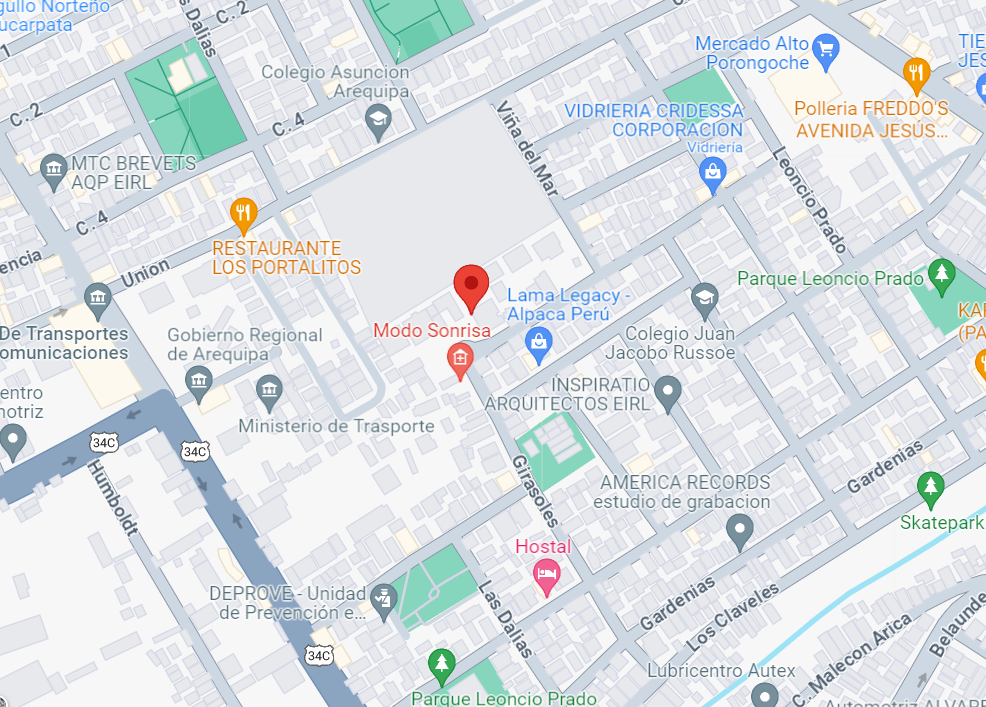 gullo Norteño
ucarpata
Las Dalias
C. 2
C. 2
C. 4
C. 4
Colegio Asuncion
Arequipa
MTC BREVETS
AQP EIRL
Mercado Alto
Porongoche
TIE
JES
VIDRIERIA CRIDESSA
CORPORACION
Vidriería
Polleria FREDDO'S
AVENIDA JESÚS...
Viña del Mar
Leoncio Prado
RESTAURANTE
LOS PORTALITOS
encia
Union
De Transportes
omunicaciones
Gobierno Regional
de Arequipa
Modo Sonrisa
Lama Legacy -
Alpaca Perú
Parque Leoncio Prado
KAR
(PA
Colegio Juan
Jacobo Russoe
entro
motriz
Ministerio de Trasporte
INSPIRATIO
ARQUITECTOS EIRL
34C
34C
Humboldt
Girasoles
AMERICA RECORDS
estudio de grabacion
Gardenias
Skatepark
Hostal
DEPROVE - Unidad
de Prevención e...
Las Dalias
Gardenias
Los Claveles
34C
Lubricentro Autex
C. Malecon Arica
Belaunde
Parque Leoncio Prado
Automotriz ALVARE